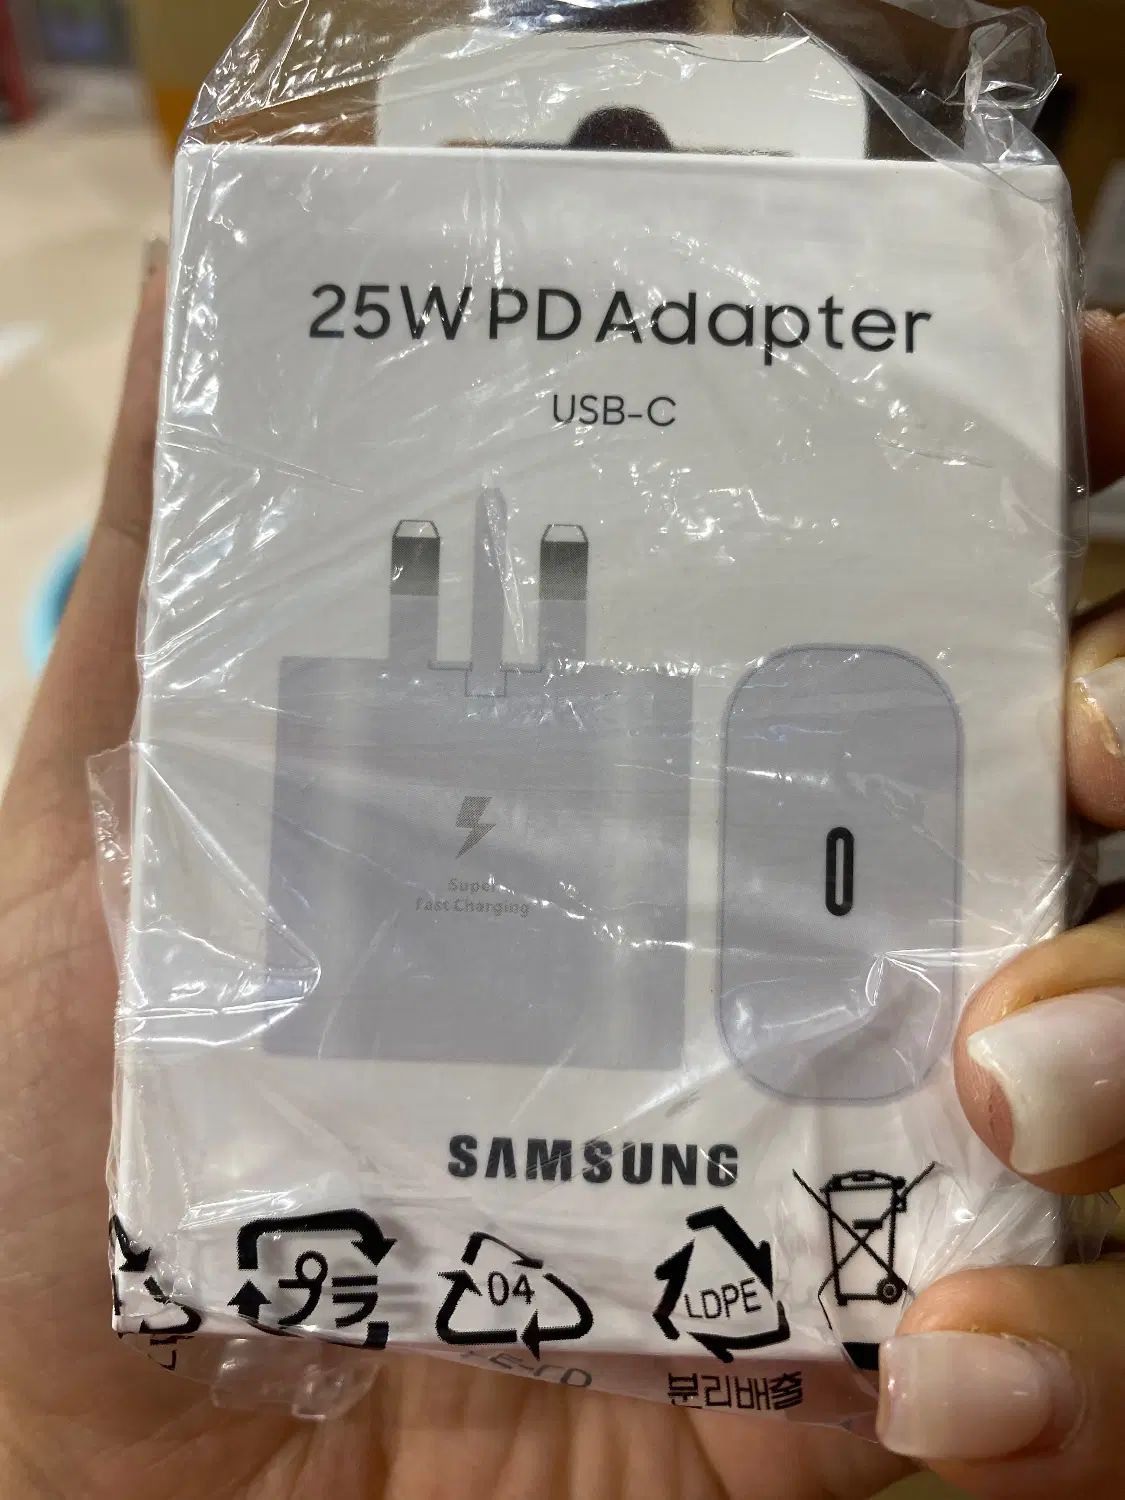 25W PD Adapter
USB-C
Super
Fast Charging
SAMSUNG
04
LDPE
분리배출